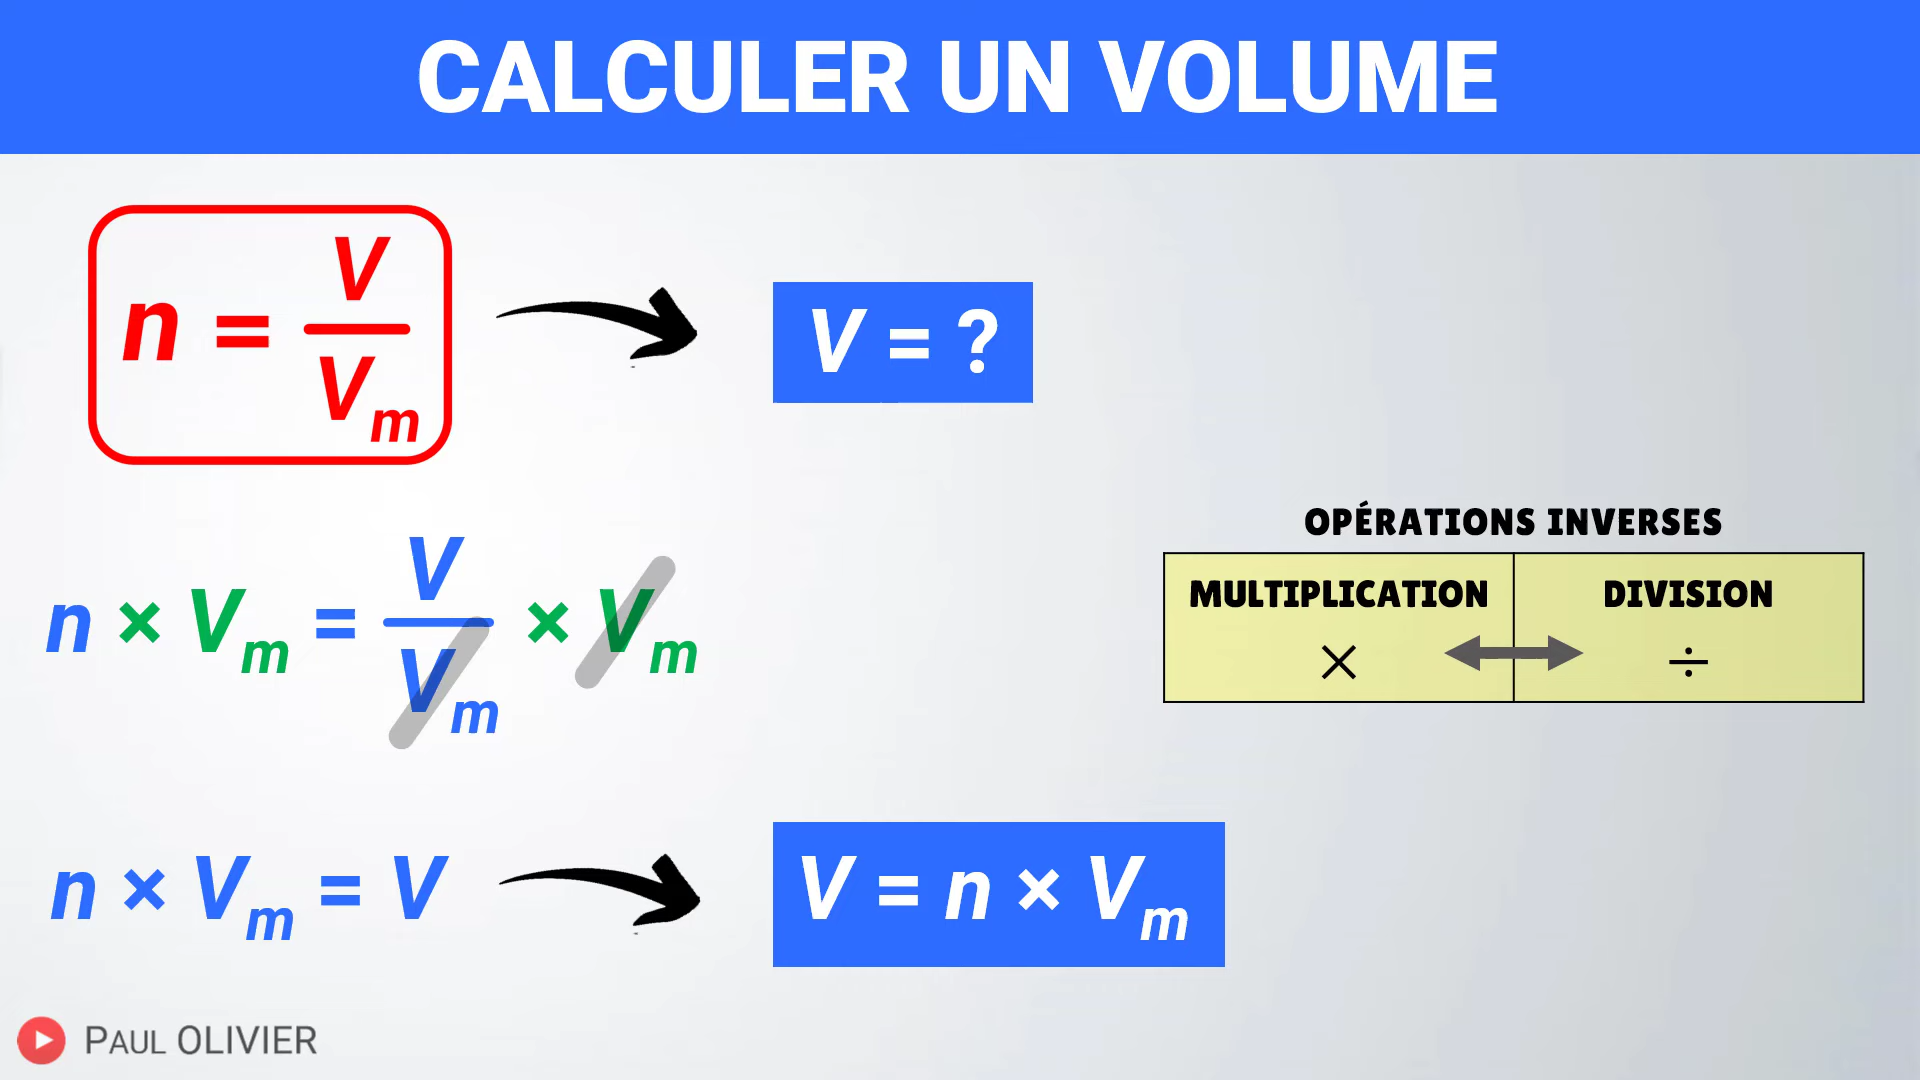 CALCULER UN VOLUME
n = V / Vm
V = ?
OPÉRATIONS INVERSES
MULTIPLICATION DIVISION
× ÷
n × Vm = V / Vm × Vm
n × Vm = V
V = n × Vm
PAUL OLIVIER